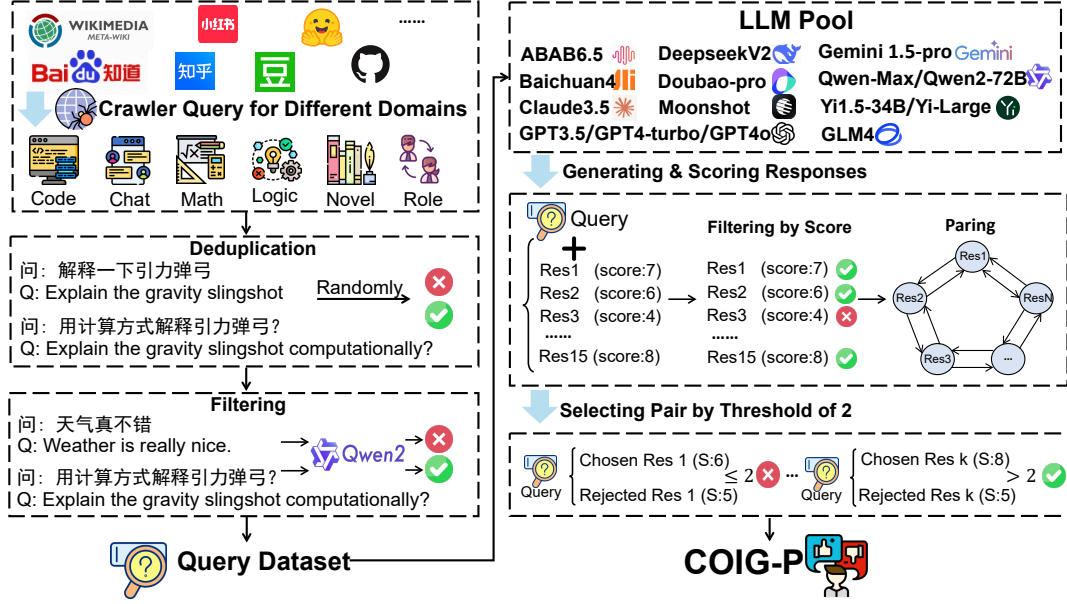 WIKIMEDIA
META-WIKI
小红书
......
Bai du 知道
知乎
豆
Crawler Query for Different Domains
Code
Chat
Math
Logic
Novel
Role
Deduplication
问：解释一下引力弹弓
Q: Explain the gravity slingshot
Randomly
问：用计算方式解释引力弹弓？
Q: Explain the gravity slingshot computationally?
Filtering
问：天气真不错
Q: Weather is really nice.
Qwen2
问：用计算方式解释引力弹弓？
Q: Explain the gravity slingshot computationally?
? Query Dataset
LLM Pool
ABAB6.5
DeepseekV2
Gemini 1.5-pro Gemini
Baichuan4
Doubao-pro
Qwen-Max/Qwen2-72B
Claude3.5
Moonshot
Yi1.5-34B/Yi-Large
GPT3.5/GPT4-turbo/GPT4o
GLM4
Generating & Scoring Responses
? Query
+
Res1 (score:7)
Res2 (score:6)
Res3 (score:4)
......
Res15 (score:8)
Filtering by Score
Res1 (score:7)
Res2 (score:6)
Res3 (score:4)
......
Res15 (score:8)
Paring
Res1
Res2
ResN
Res3
...
Selecting Pair by Threshold of 2
? Query
Chosen Res 1 (S:6)
Rejected Res 1 (S:5)
≤ 2
...
? Query
Chosen Res k (S:8)
Rejected Res k (S:5)
> 2
COIG-P